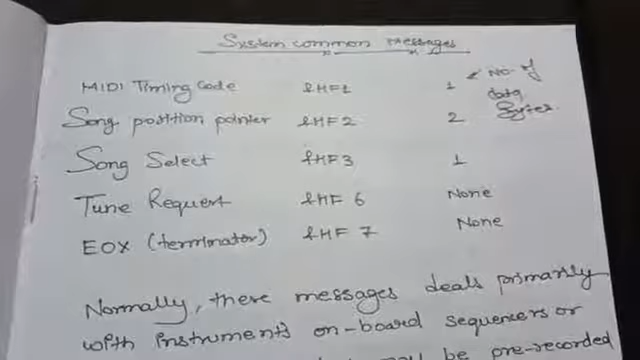 System common messages
MIDI Timing Code &HF1 1 ← No. of data Bytes
Song position pointer &HF2 2
Song Select &HF3 1
Tune Request &HF6 None
EOX (terminator) &HF7 None
Normally, these messages deals primarily
with instruments on-board sequencers or
may be pre-recorded